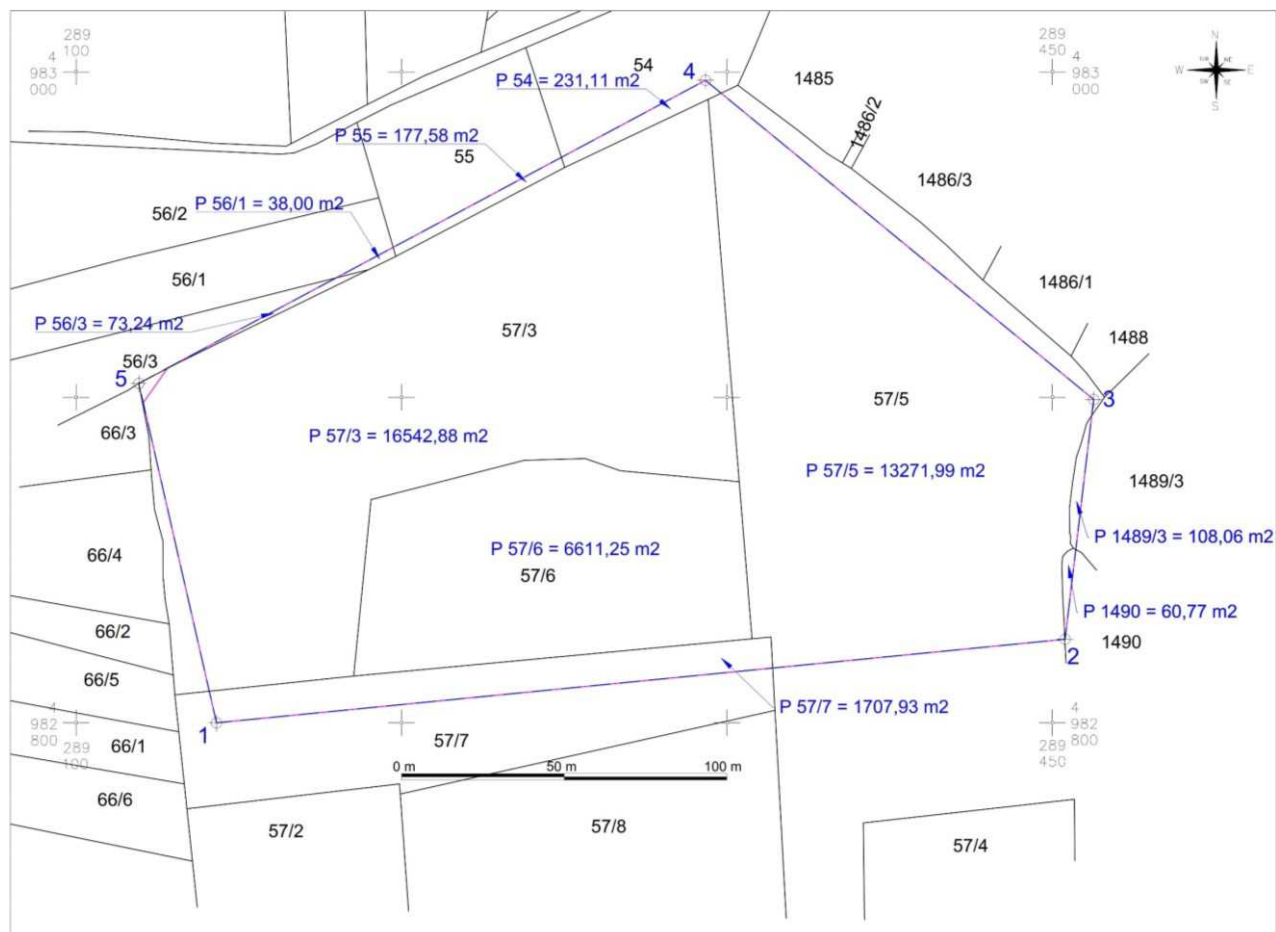 289
100
4
983
000
54
P 54 = 231,11 m2
4
1485
289
450
4
983
000
N
NW
NE
W
E
SW
SE
S
1486/2
P 55 = 177,58 m2
55
1486/3
56/2
P 56/1 = 38,00 m2
56/1
1486/1
P 56/3 = 73,24 m2
57/3
1488
56/3
5
57/5
3
66/3
P 57/3 = 16542,88 m2
P 57/5 = 13271,99 m2
1489/3
66/4
P 57/6 = 6611,25 m2
57/6
P 1489/3 = 108,06 m2
P 1490 = 60,77 m2
66/2
2
1490
66/5
4
982
800
289
100
1
P 57/7 = 1707,93 m2
4
982
800
289
450
66/1
57/7
0 m
50 m
100 m
66/6
57/2
57/8
57/4